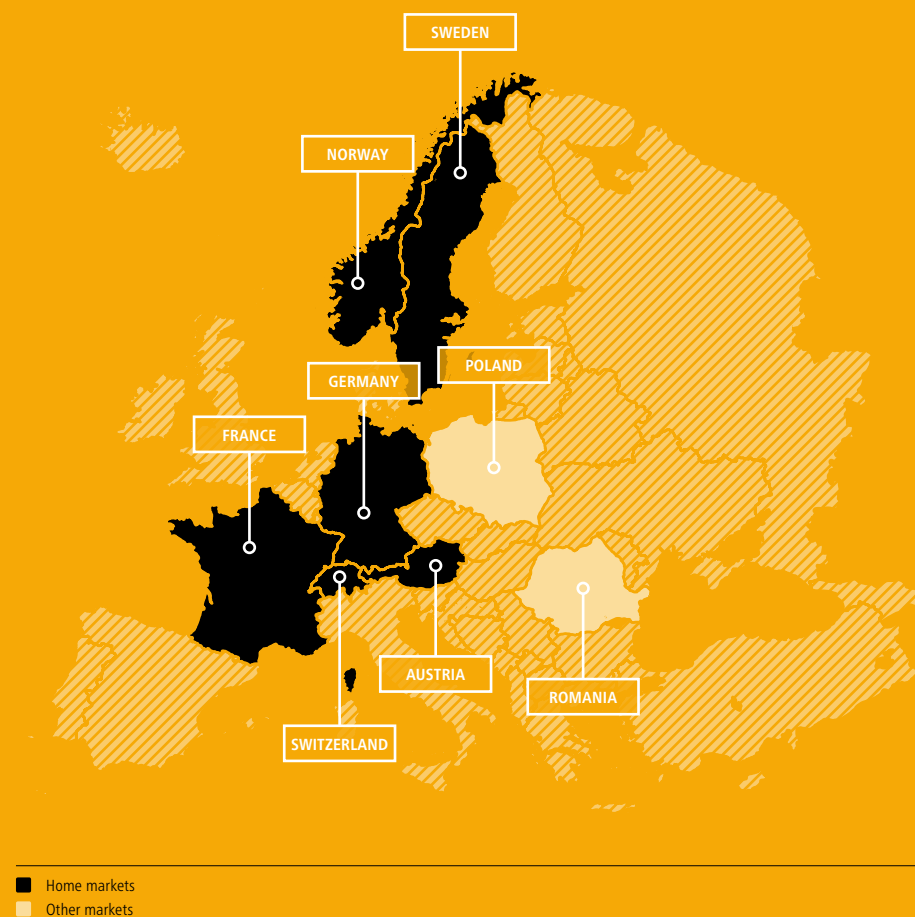 SWEDEN
NORWAY
POLAND
GERMANY
FRANCE
AUSTRIA
ROMANIA
SWITZERLAND
Home markets
Other markets